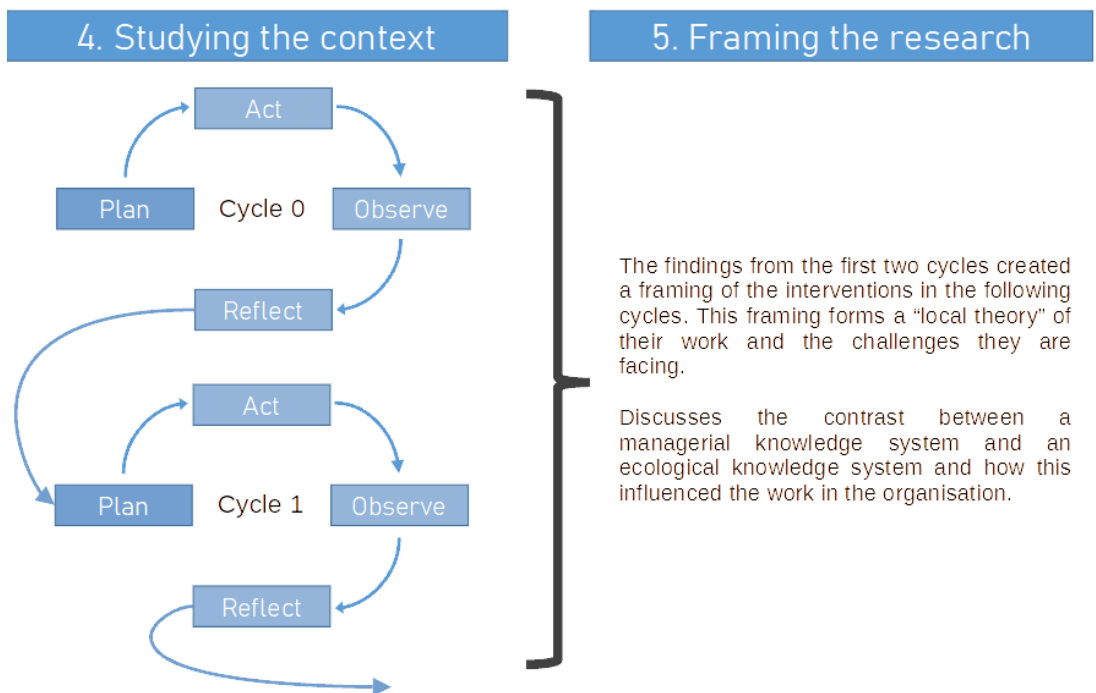 4. Studying the context
Act
Plan
Cycle 0
Observe
Reflect
Act
Plan
Cycle 1
Observe
Reflect
5. Framing the research
The findings from the first two cycles created
a framing of the interventions in the following
cycles. This framing forms a “local theory” of
their work and the challenges they are
facing.
Discusses the contrast between a
managerial knowledge system and an
ecological knowledge system and how this
influenced the work in the organisation.